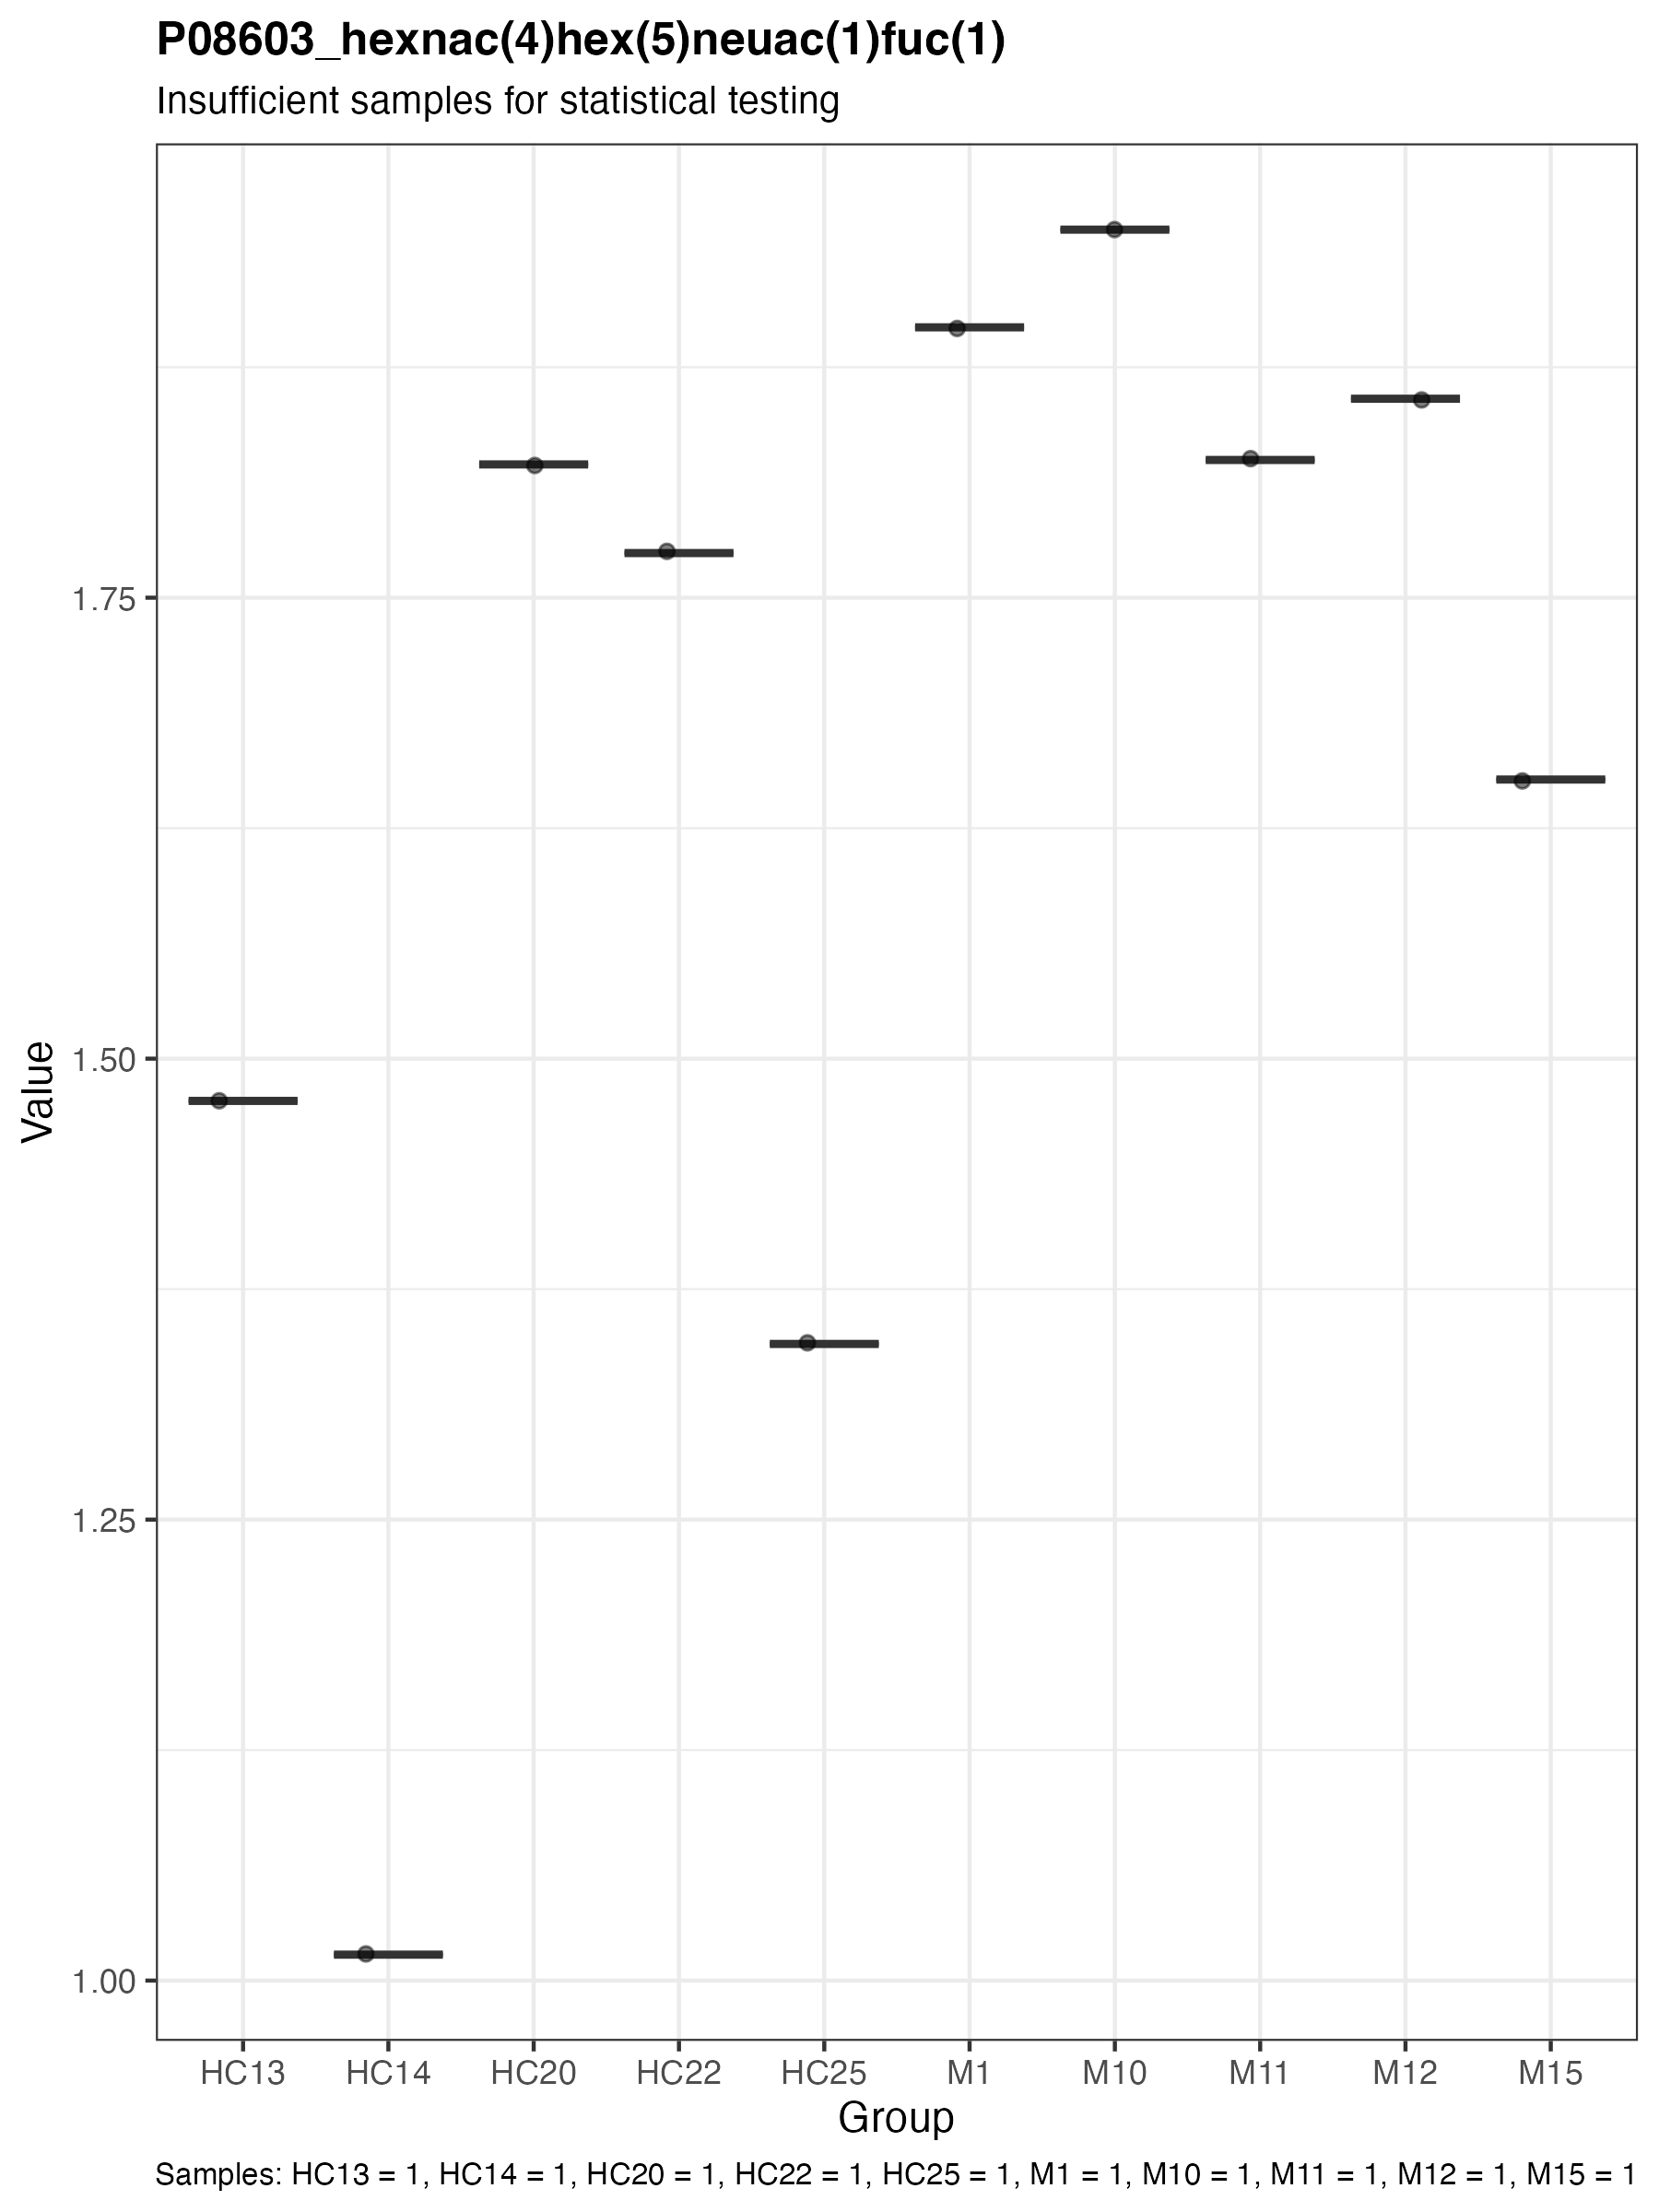 P08603_hexnac(4)hex(5)neuac(1)fuc(1)
Insufficient samples for statistical testing
Value
1.75
1.50
1.25
1.00
HC13 HC14 HC20 HC22 HC25 M1 M10 M11 M12 M15
Group
Samples: HC13 = 1, HC14 = 1, HC20 = 1, HC22 = 1, HC25 = 1, M1 = 1, M10 = 1, M11 = 1, M12 = 1, M15 = 1